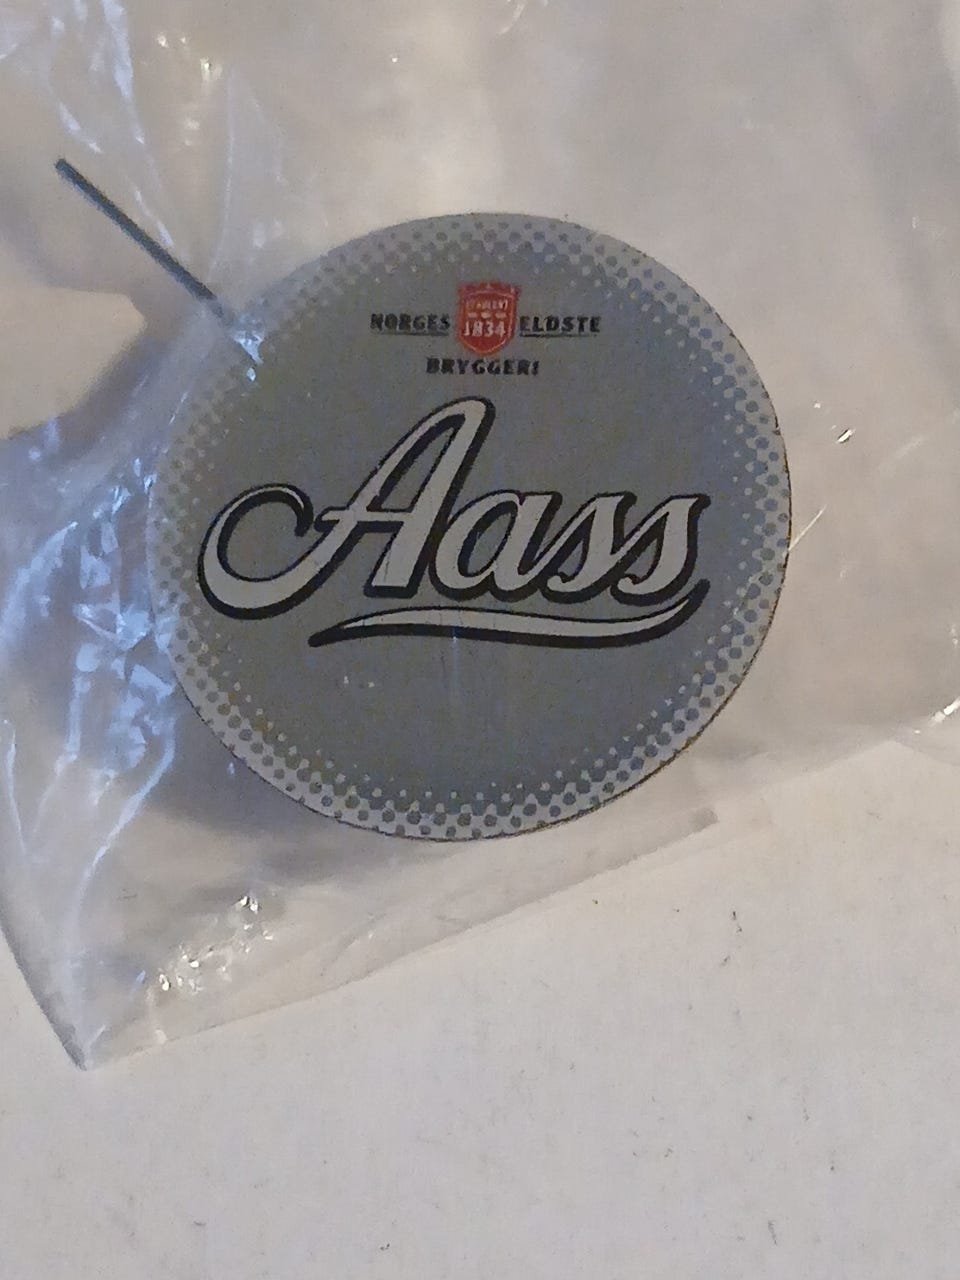 NORGES 1834 ELDSTE
BRYGGERI
Aass